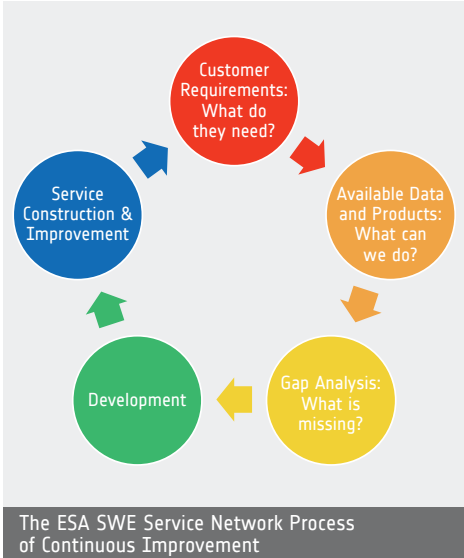 Customer
Requirements:
What do
they need?
Available Data
and Products:
What can
we do?
Gap Analysis:
What is
missing?
Development
Service
Construction &
Improvement
The ESA SWE Service Network Process
of Continuous Improvement